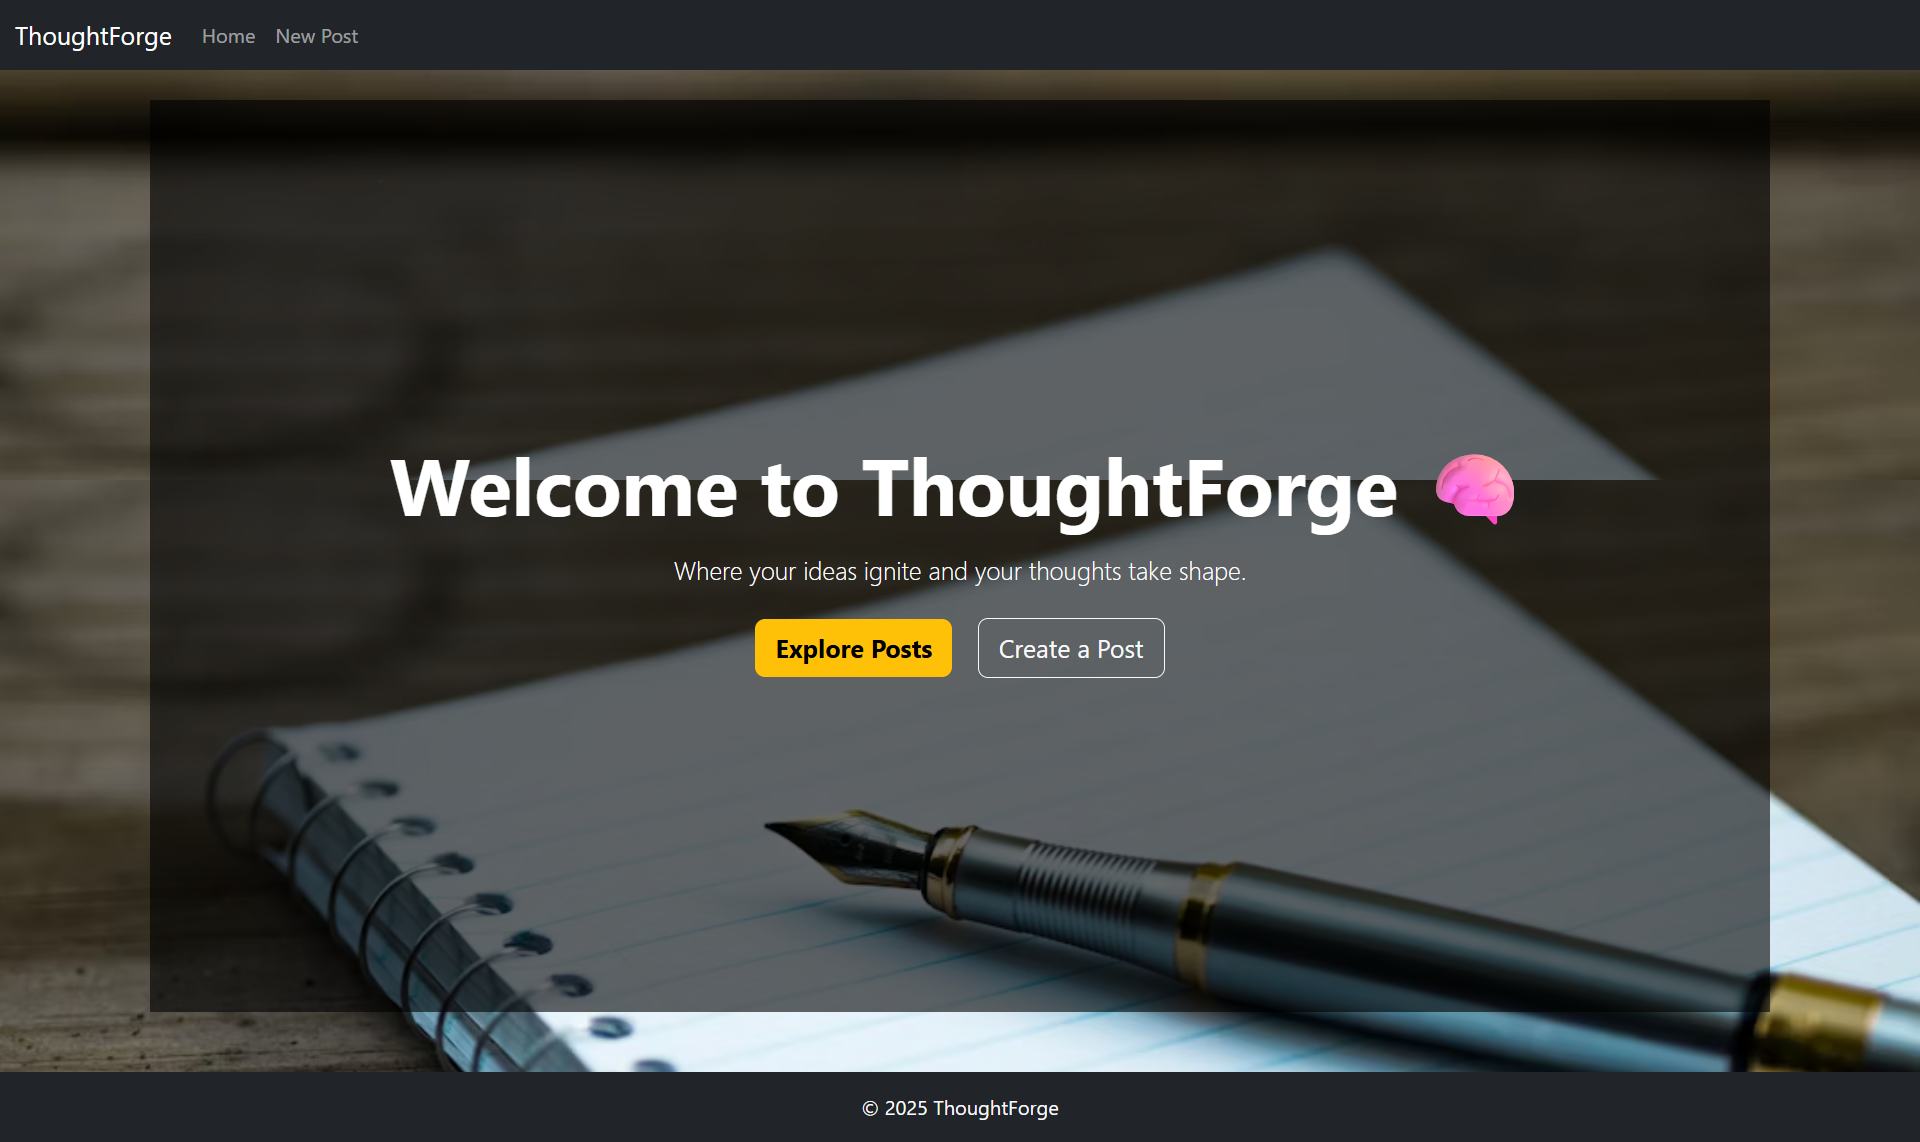 ThoughtForge Home New Post
Welcome to ThoughtForge 🧠
Where your ideas ignite and your thoughts take shape.
Explore Posts Create a Post
© 2025 ThoughtForge